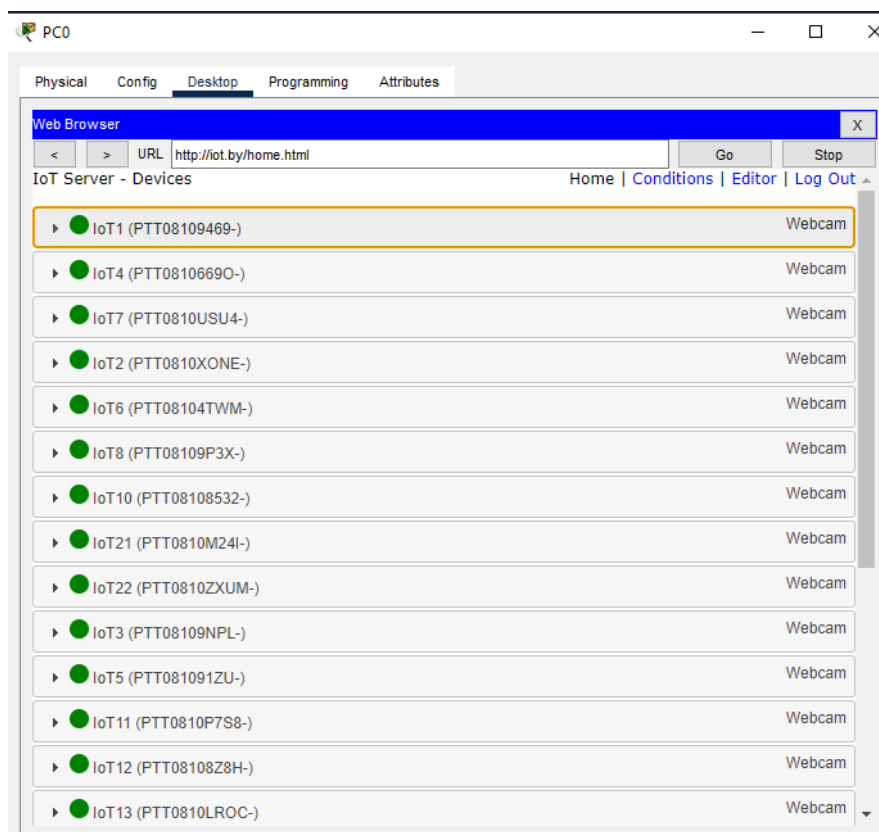 PC0
Physical Config Desktop Programming Attributes
Web Browser X
< > URL http://iot.by/home.html Go Stop
IoT Server - Devices Home | Conditions | Editor | Log Out
IoT1 (PTT08109469-) Webcam
IoT4 (PTT0810669O-) Webcam
IoT7 (PTT0810USU4-) Webcam
IoT2 (PTT0810XONE-) Webcam
IoT6 (PTT08104TWM-) Webcam
IoT8 (PTT08109P3X-) Webcam
IoT10 (PTT08108532-) Webcam
IoT21 (PTT0810M24I-) Webcam
IoT22 (PTT0810ZXUM-) Webcam
IoT3 (PTT08109NPL-) Webcam
IoT5 (PTT081091ZU-) Webcam
IoT11 (PTT0810P7S8-) Webcam
IoT12 (PTT08108Z8H-) Webcam
IoT13 (PTT0810LROC-) Webcam